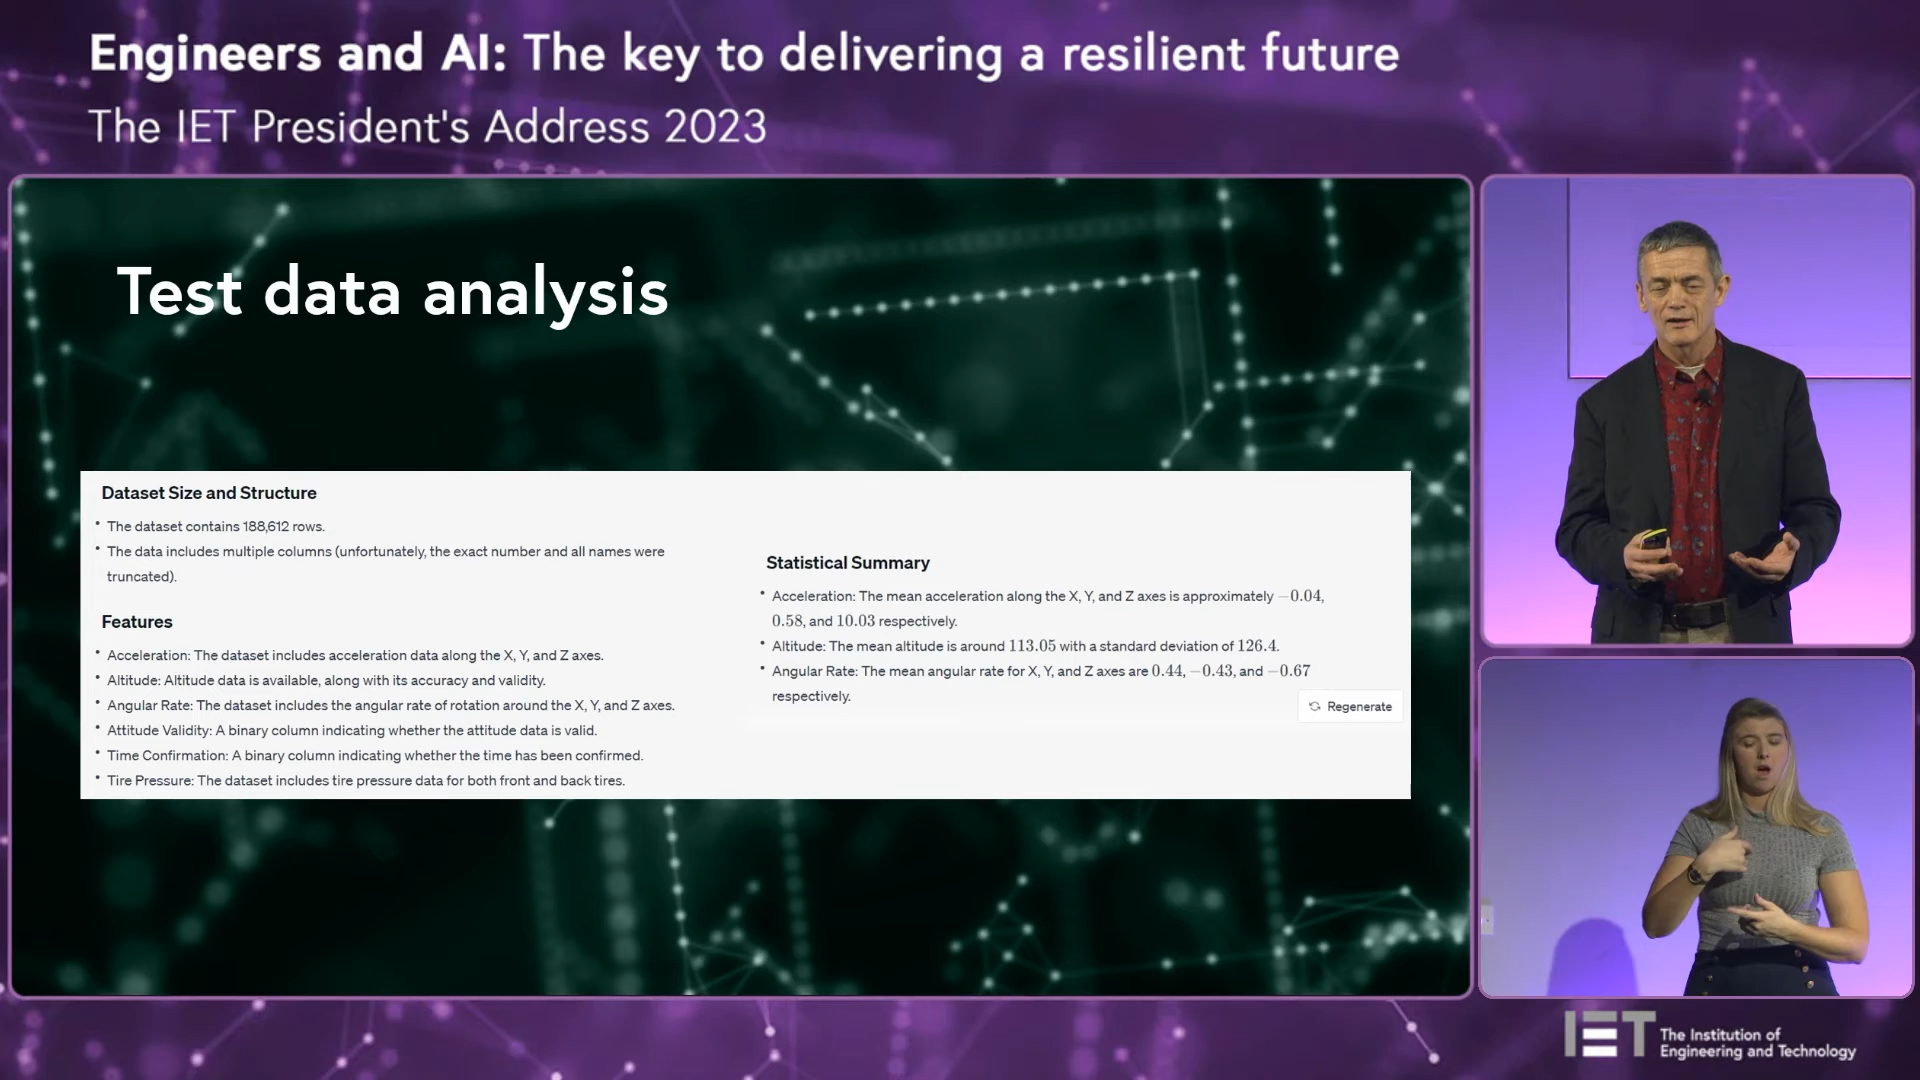 Engineers and AI: The key to delivering a resilient future
The IET President's Address 2023
Test data analysis
Dataset Size and Structure
• The dataset contains 188,612 rows.
• The data includes multiple columns (unfortunately, the exact number and all names were
truncated).
Features
• Acceleration: The dataset includes acceleration data along the X, Y, and Z axes.
• Altitude: Altitude data is available, along with its accuracy and validity.
• Angular Rate: The dataset includes the angular rate of rotation around the X, Y, and Z axes.
• Attitude Validity: A binary column indicating whether the attitude data is valid.
• Time Confirmation: A binary column indicating whether the time has been confirmed.
• Tire Pressure: The dataset includes tire pressure data for both front and back tires.
Statistical Summary
• Acceleration: The mean acceleration along the X, Y, and Z axes is approximately −0.04,
0.58, and 10.03 respectively.
• Altitude: The mean altitude is around 113.05 with a standard deviation of 126.4.
• Angular Rate: The mean angular rate for X, Y, and Z axes are 0.44, −0.43, and −0.67
respectively.
Regenerate
IET
The Institution of
Engineering and Technology